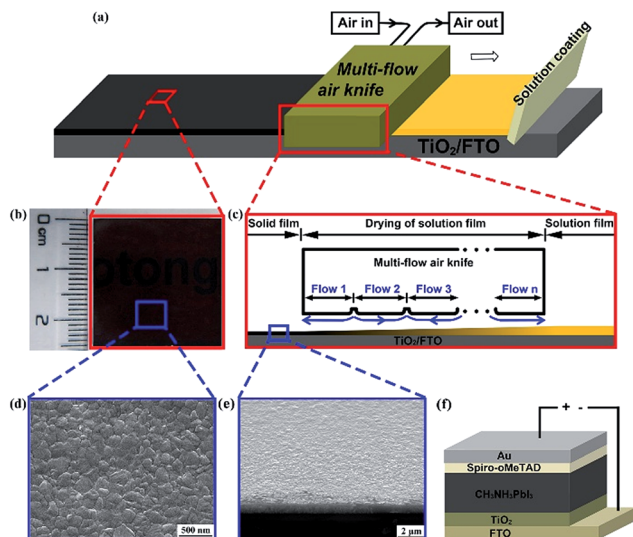 (a)
Air in
Air out
Multi-flow
air knife
Solution coating
TiO₂/FTO
(b)
0 cm
1
2
otong
(c)
Solid film
Drying of solution film
Solution film
Multi-flow air knife
Flow 1
Flow 2
Flow 3
Flow n
TiO₂/FTO
(d)
500 nm
(e)
2 μm
(f)
+ -
Au
Spiro-oMeTAD
CH₃NH₃PbI₃
TiO₂
FTO